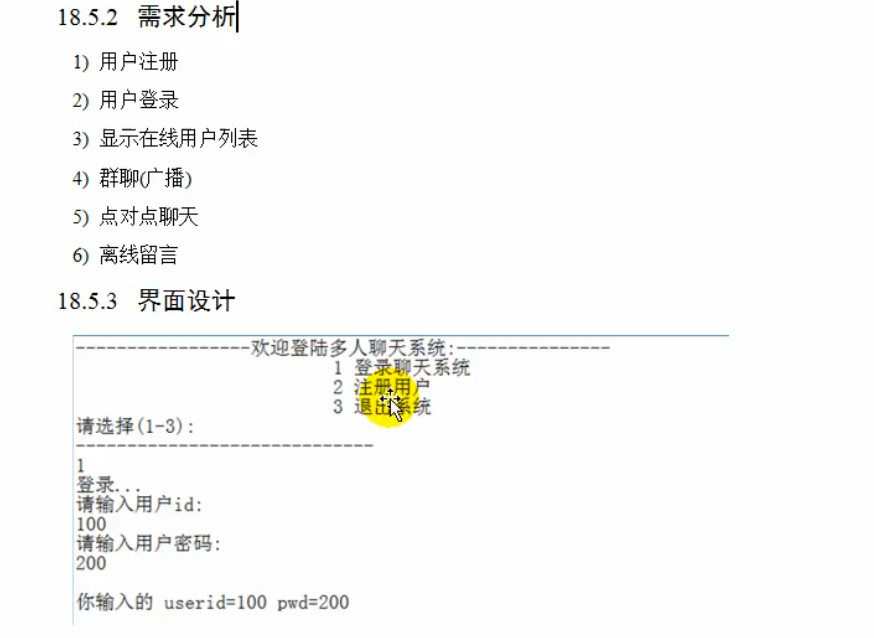 18.5.2 需求分析
1) 用户注册
2) 用户登录
3) 显示在线用户列表
4) 群聊(广播)
5) 点对点聊天
6) 离线留言
18.5.3 界面设计
-----------------欢迎登陆多人聊天系统:---------------
1 登录聊天系统
2 注册用户
3 退出系统
请选择(1-3):
-----------------------------
1
登录...
请输入用户id:
100
请输入用户密码:
200
你输入的 userid=100 pwd=200